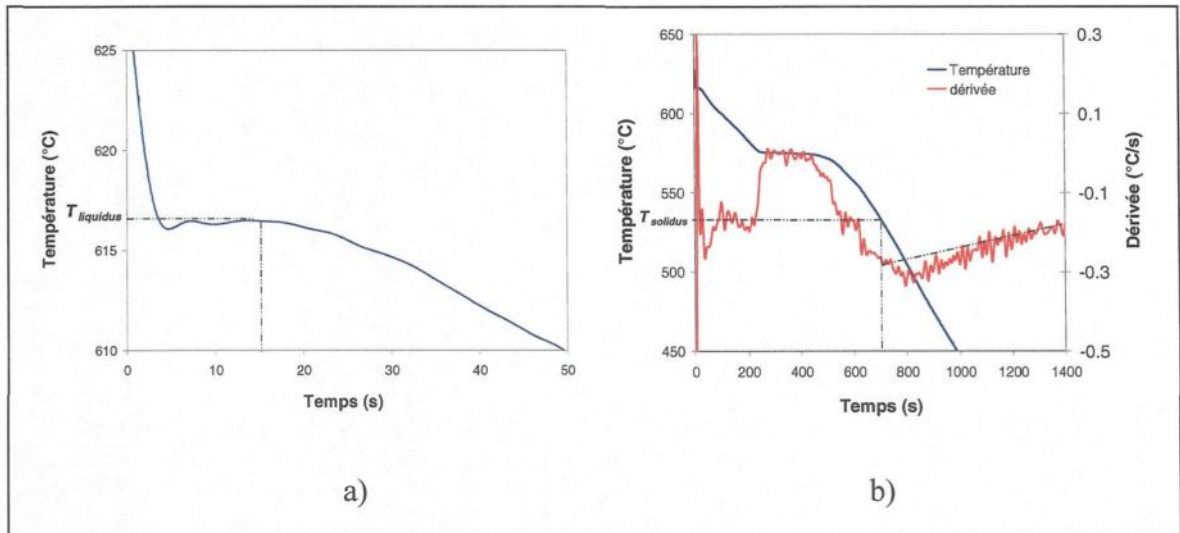 625
620
615
610
Température (°C)
T liquidus
0
10
20
30
40
50
Temps (s)
a)
650
600
550
500
450
Température (°C)
T solidus
Température
dérivée
0.3
0.1
-0.1
-0.3
-0.5
Dérivée (°C/s)
0
200
400
600
800
1000
1200
1400
Temps (s)
b)